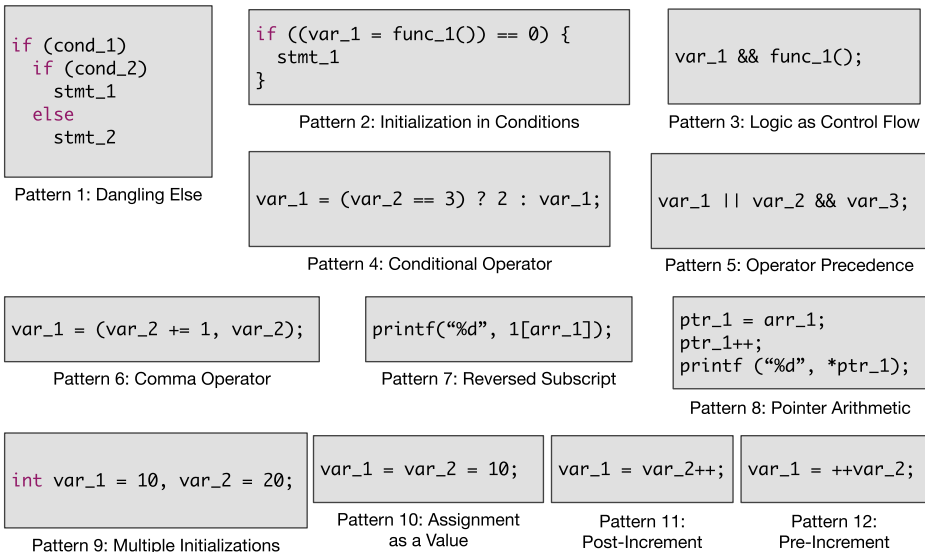 if (cond_1)
if (cond_2)
stmt_1
else
stmt_2
Pattern 1: Dangling Else
if ((var_1 = func_1()) == 0) {
stmt_1
}
Pattern 2: Initialization in Conditions
var_1 && func_1();
Pattern 3: Logic as Control Flow
var_1 = (var_2 == 3) ? 2 : var_1;
Pattern 4: Conditional Operator
var_1 || var_2 && var_3;
Pattern 5: Operator Precedence
var_1 = (var_2 += 1, var_2);
Pattern 6: Comma Operator
printf(“%d”, 1[arr_1]);
Pattern 7: Reversed Subscript
ptr_1 = arr_1;
ptr_1++;
printf (“%d”, *ptr_1);
Pattern 8: Pointer Arithmetic
int var_1 = 10, var_2 = 20;
Pattern 9: Multiple Initializations
var_1 = var_2 = 10;
Pattern 10: Assignment
as a Value
var_1 = var_2++;
Pattern 11:
Post-Increment
var_1 = ++var_2;
Pattern 12:
Pre-Increment